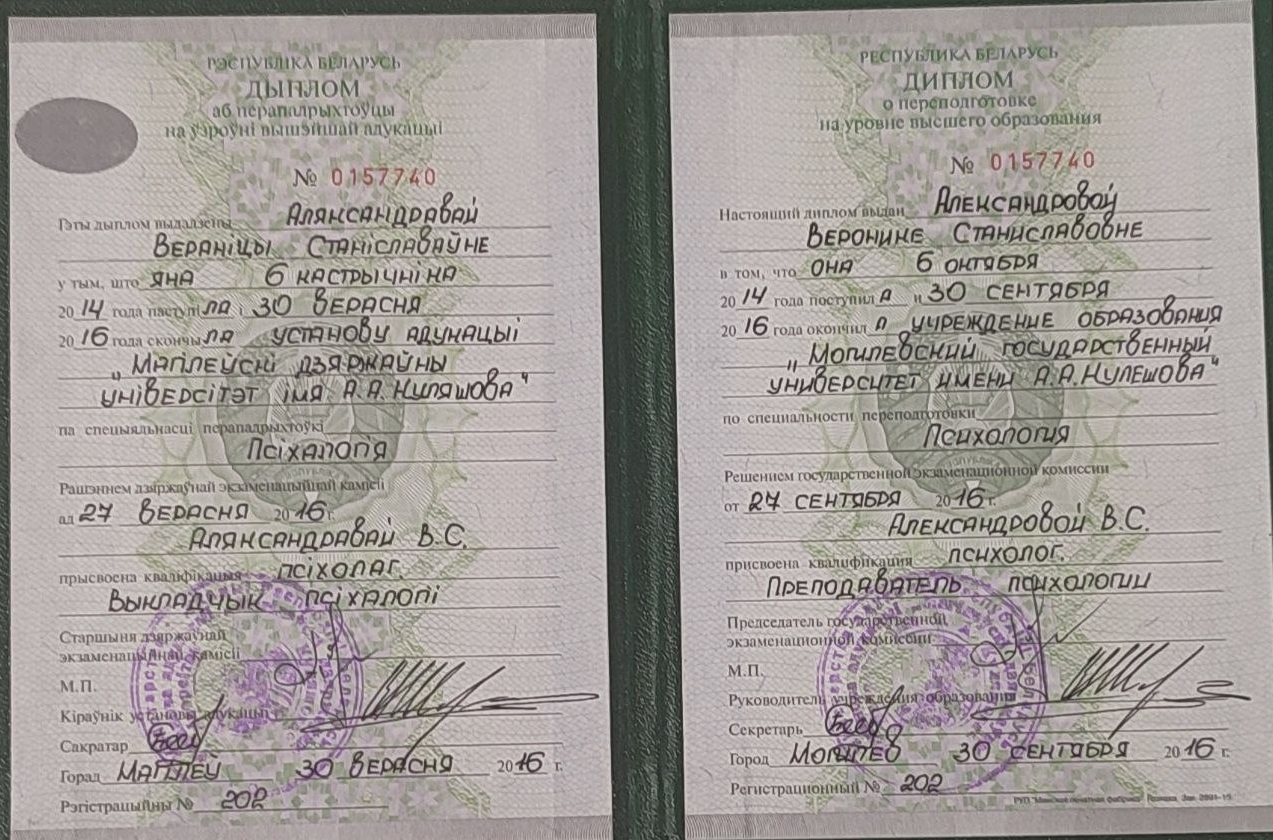 РЭСПУБЛІКА БЕЛАРУСЬ
ДЫПЛОМ
аб перападрыхтоўцы
на ўзроўні вышэйшай адукацыі
№ 0157740
Гэты дыплом выдадзены Аляксандравай
Вераніцы Станіславаўне
у тым, што яна 6 кастрычніка
2014 года паступіла і 30 верасня
2016 года скончыла установу адукацыі
„Магілеўскі дзяржаўны
універсітэт імя А.А. Куляшова"
па спецыяльнасці перападрыхтоўкі
Псіхалогія
Рашэннем дзяржаўнай экзаменацыйнай камісіі
ад 27 верасня 2016 г.
Аляксандравай В.С.
прысвоена кваліфікацыя псіхолаг.
Выкладчык псіхалогіі
Старшыня дзяржаўнай
экзаменацыйнай камісіі
М.П.
Кіраўнік установы адукацыі
Сакратар
Горад Магілеў 30 верасня 2016 г.
Рэгістрацыйны № 202
РЕСПУБЛИКА БЕЛАРУСЬ
ДИПЛОМ
о переподготовке
на уровне высшего образования
№ 0157740
Настоящий диплом выдан Александровой
Веронике Станиславовне
в том, что она 6 октября
2014 года поступила и 30 сентября
2016 года окончила учреждение образования
„Могилевский государственный
университет имени А.А. Кулешова"
по специальности переподготовки
Психология
Решением государственной экзаменационной комиссии
от 27 сентября 2016 г.
Александровой В.С.
присвоена квалификация психолог.
Преподаватель психологии
Председатель государственной
экзаменационной комиссии
М.П.
Руководитель учреждения образования
Секретарь
Город Могилев 30 сентября 2016 г.
Регистрационный № 202